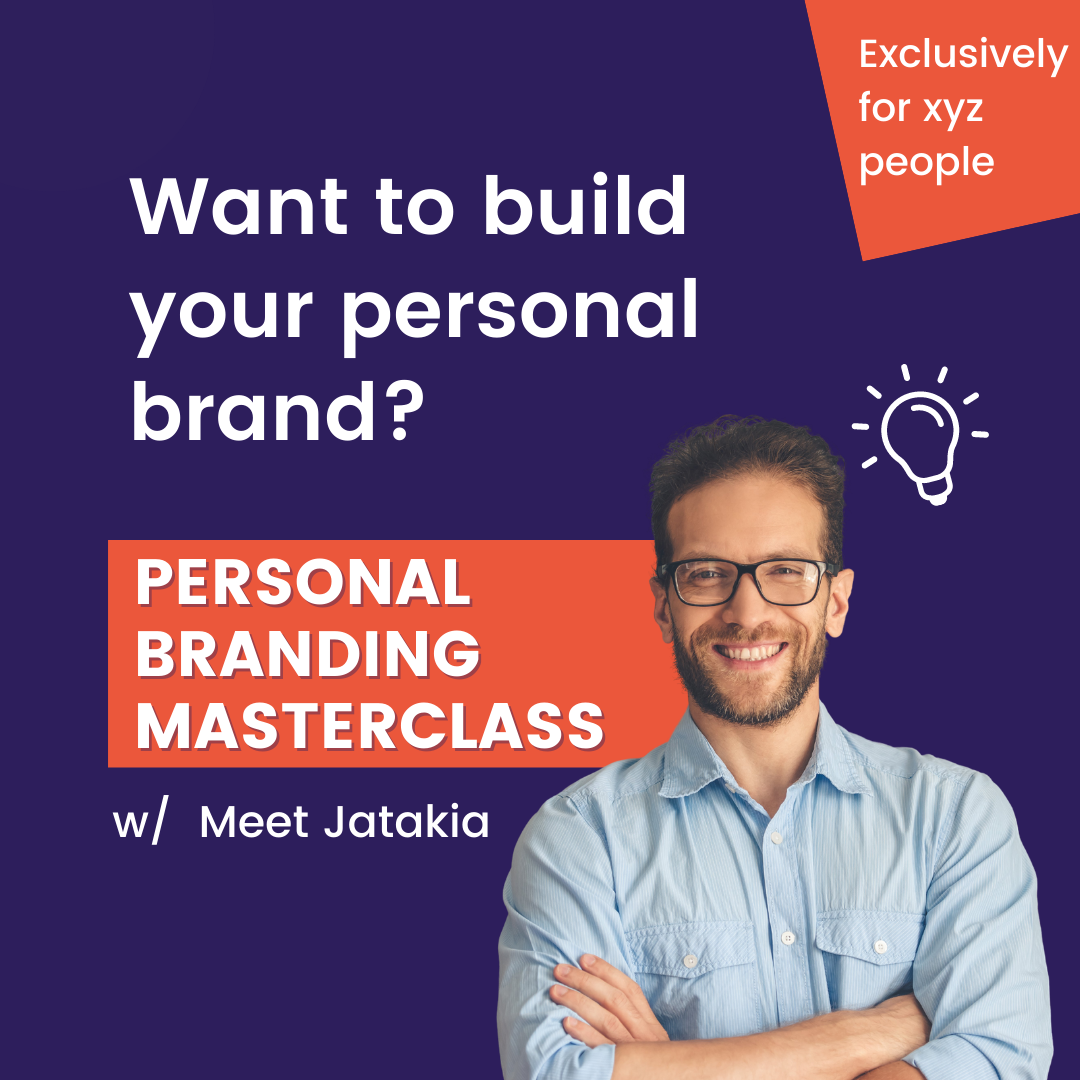 Exclusively
for xyz
people
Want to build
your personal
brand?
PERSONAL
BRANDING
MASTERCLASS
w/ Meet Jatakia